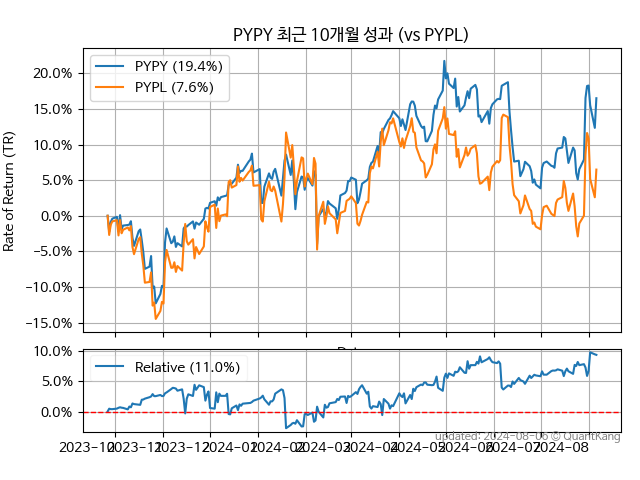 PYPY 최근 10개월 성과 (vs PYPL)
Rate of Return (TR)
20.0%
15.0%
10.0%
5.0%
0.0%
−5.0%
−10.0%
−15.0%
PYPY (19.4%)
PYPL (7.6%)
10.0%
5.0%
0.0%
Relative (11.0%)
2023-10 2023-11 2023-12 2024-01 2024-02 2024-03 2024-04 2024-05 2024-06 2024-07 2024-08
updated: 2024-08-06 © QuantKang